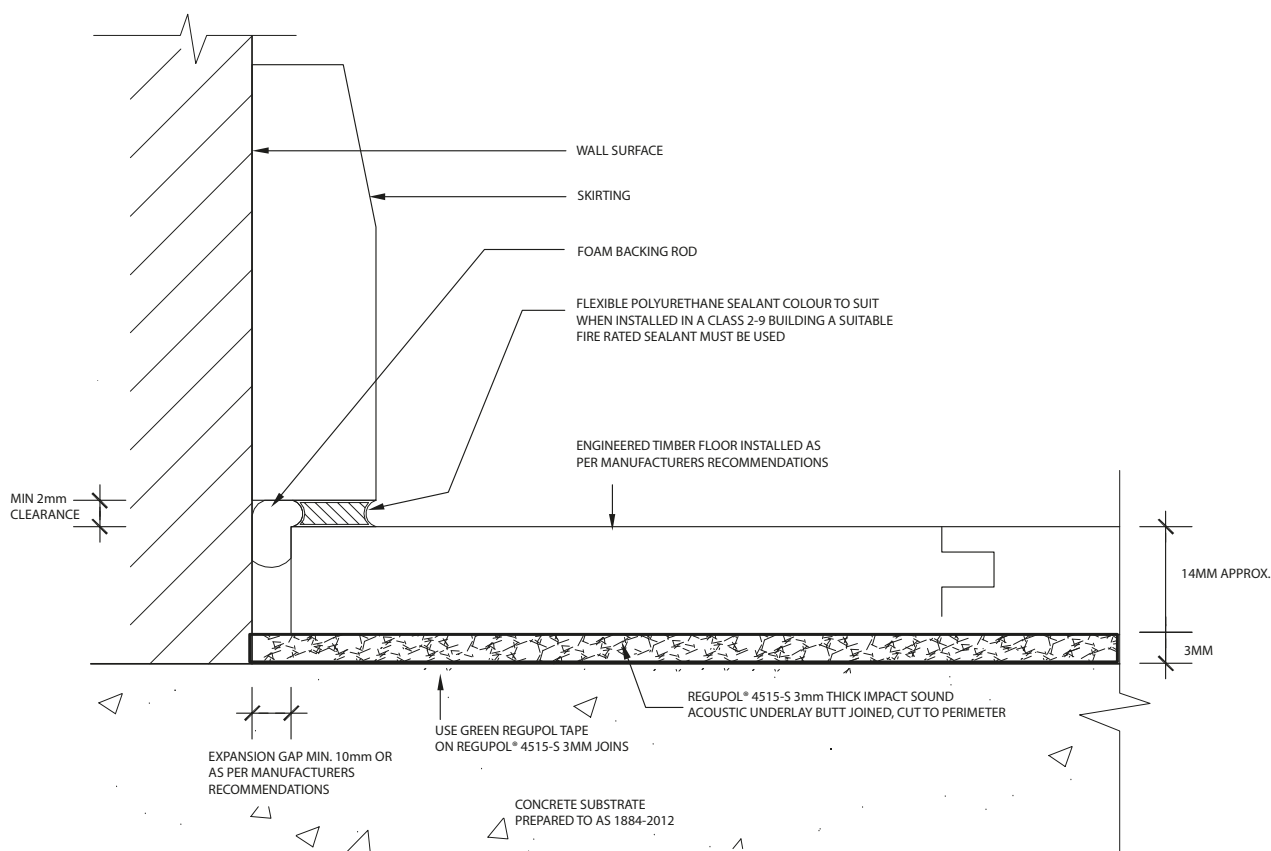 WALL SURFACE
SKIRTING
FOAM BACKING ROD
FLEXIBLE POLYURETHANE SEALANT COLOUR TO SUIT
WHEN INSTALLED IN A CLASS 2-9 BUILDING A SUITABLE
FIRE RATED SEALANT MUST BE USED
ENGINEERED TIMBER FLOOR INSTALLED AS
PER MANUFACTURERS RECOMMENDATIONS
MIN 2mm
CLEARANCE
14MM APPROX.
3MM
REGUPOL® 4515-S 3mm THICK IMPACT SOUND
ACOUSTIC UNDERLAY BUTT JOINED, CUT TO PERIMETER
USE GREEN REGUPOL TAPE
ON REGUPOL® 4515-S 3MM JOINS
EXPANSION GAP MIN. 10mm OR
AS PER MANUFACTURERS
RECOMMENDATIONS
CONCRETE SUBSTRATE
PREPARED TO AS 1884-2012